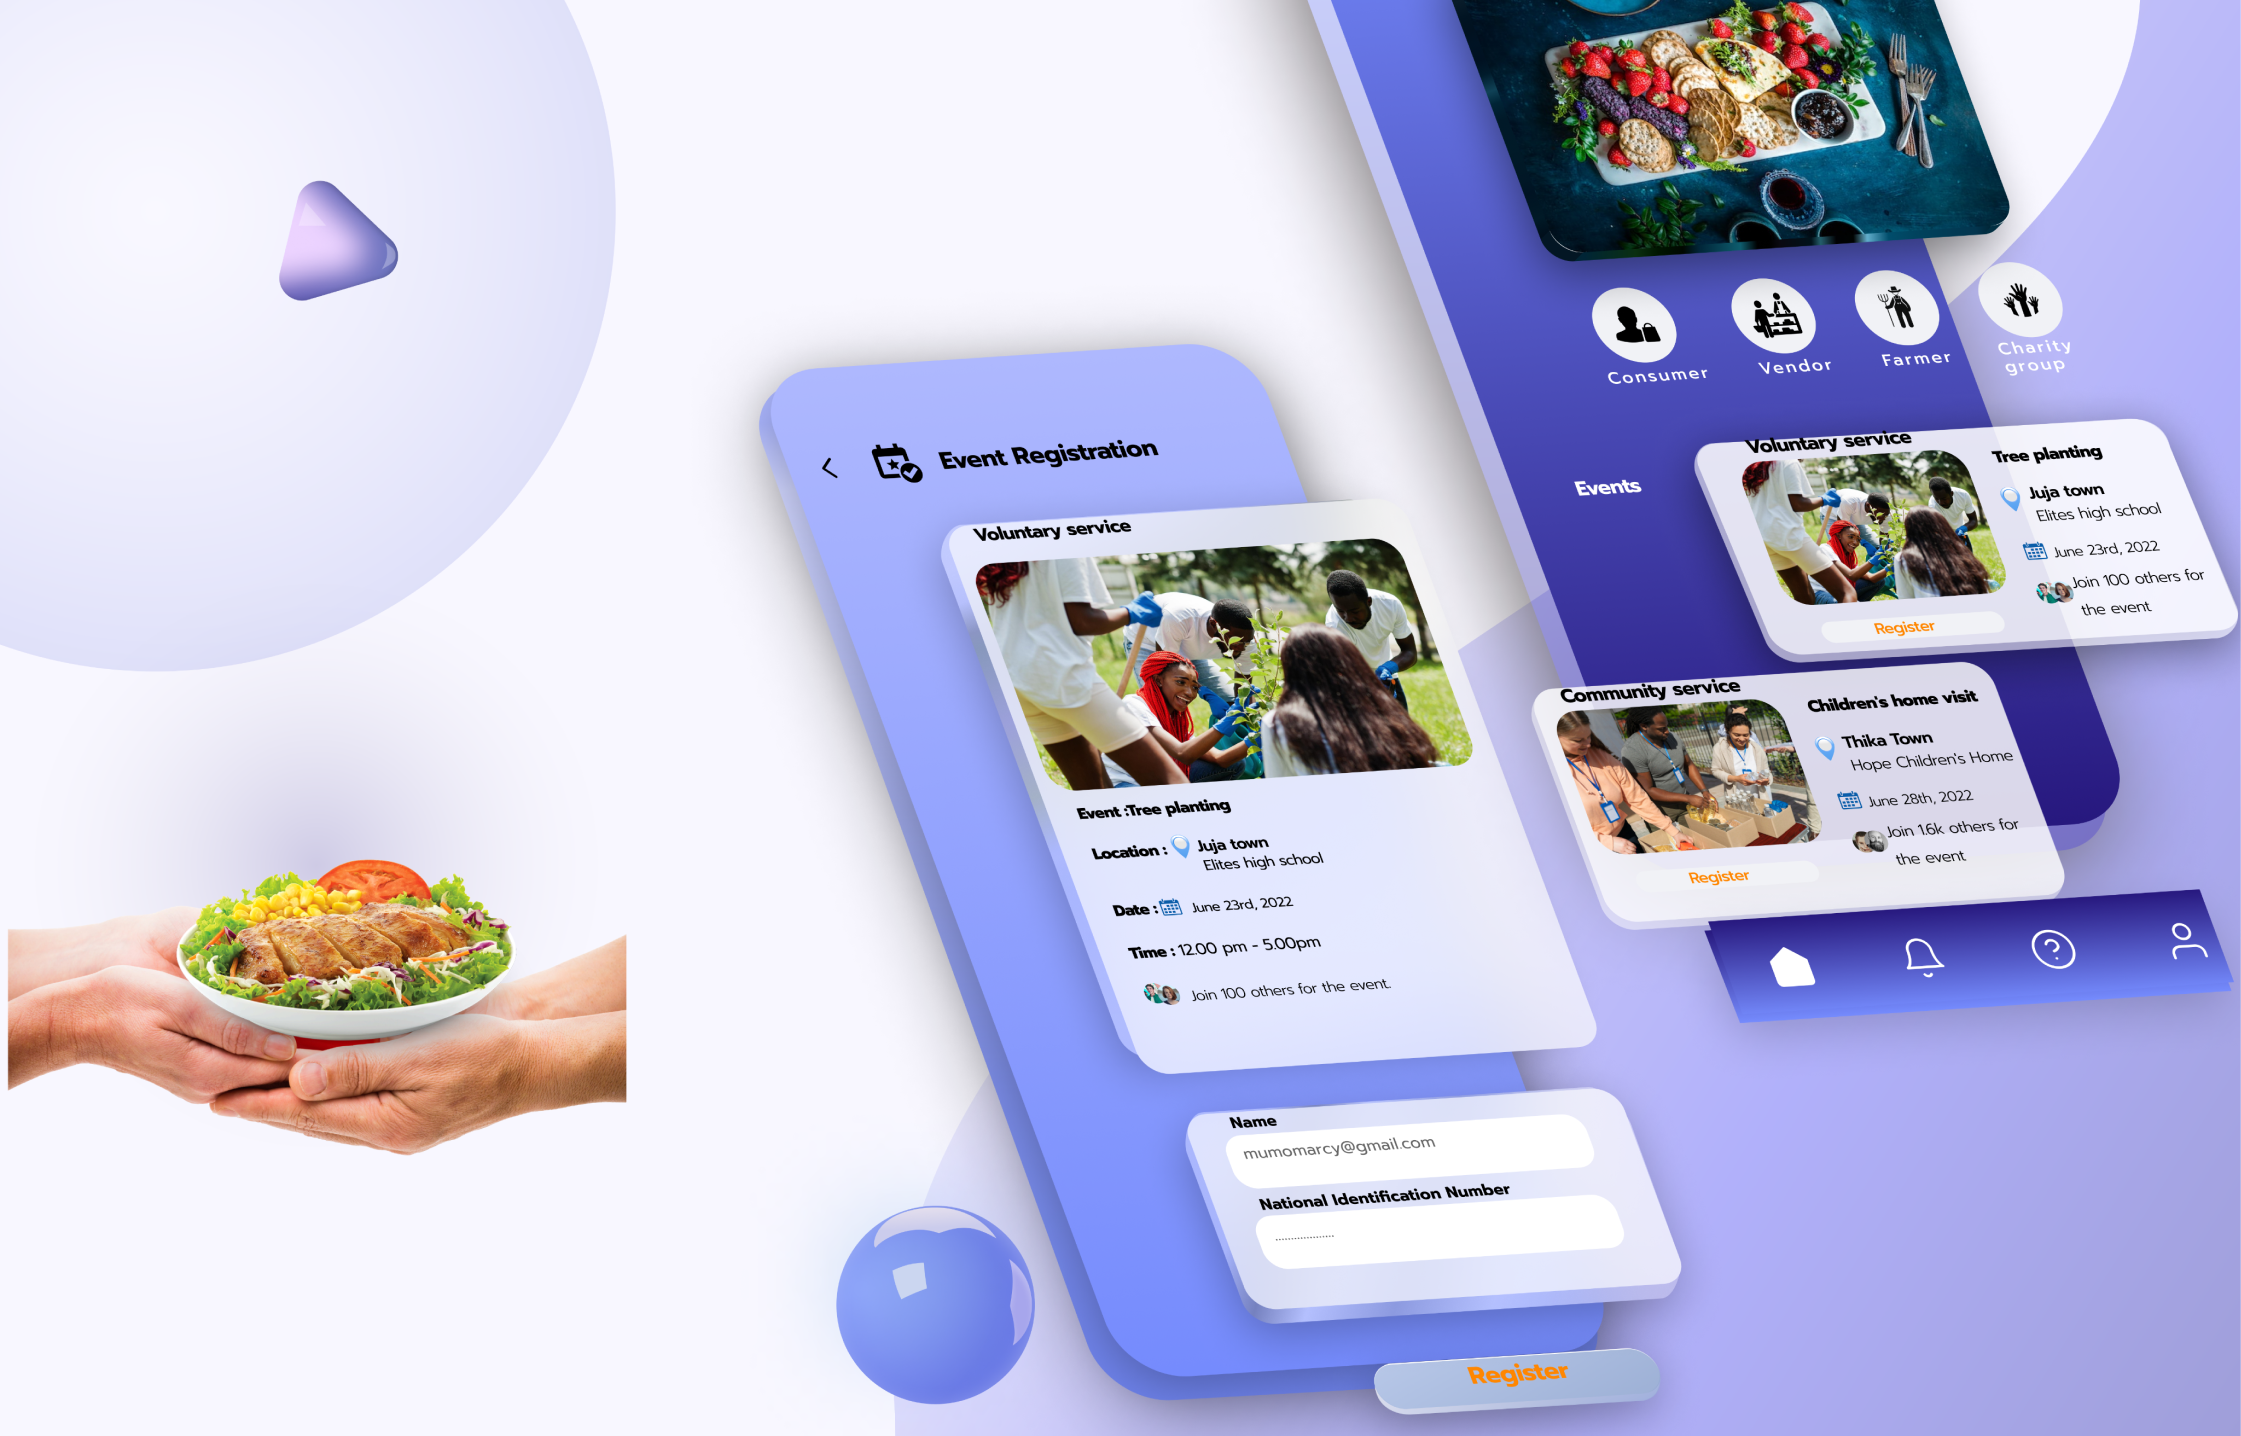 Event Registration
Voluntary service
Event :Tree planting
Location : Juja town
Elites high school
Date : June 23rd, 2022
Time : 12.00 pm - 5.00pm
Join 100 others for the event.
Name
mumomarcy@gmail.com
National Identification Number
...................
Register
Consumer
Vendor
Farmer
Charity
group
Events
Voluntary service
Tree planting
Juja town
Elites high school
June 23rd, 2022
Join 100 others for
the event
Register
Community service
Children's home visit
Thika Town
Hope Children's Home
June 28th, 2022
Join 1.6k others for
the event
Register